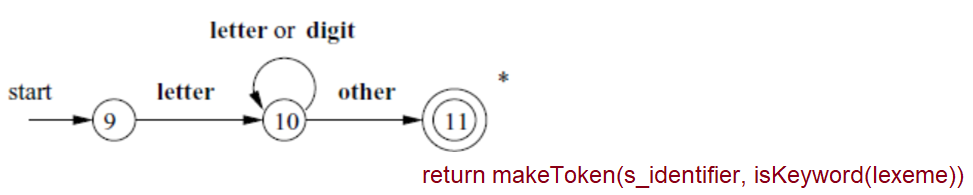 letter or digit
start letter other *
9 10 11
return makeToken(s_identifier, isKeyword(lexeme))